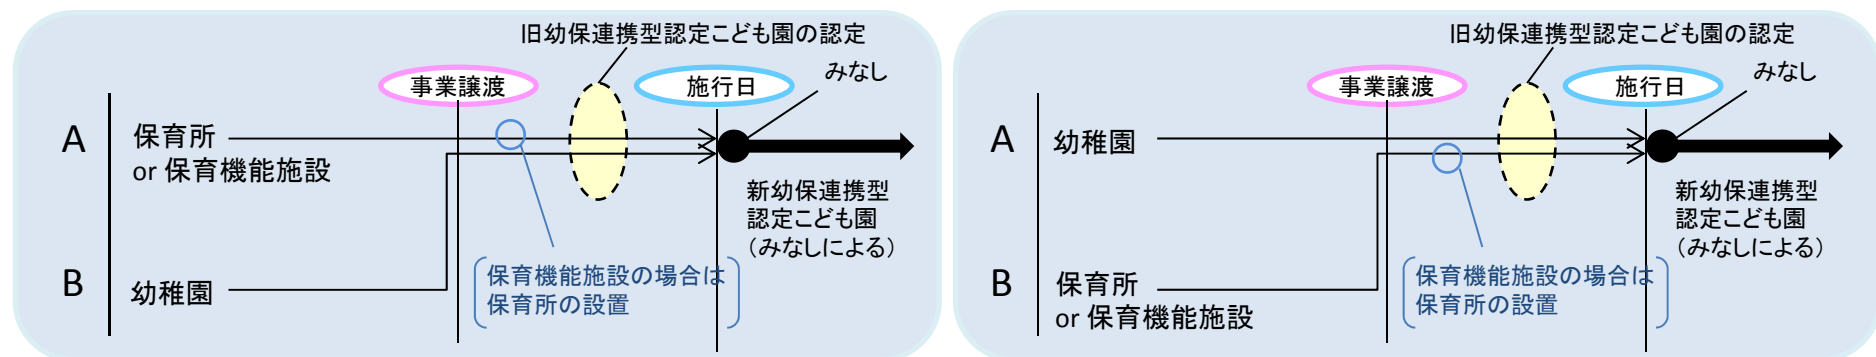 旧幼保連携型認定こども園の認定
みなし
事業譲渡
施行日
A
保育所
or 保育機能施設
新幼保連携型
認定こども園
(みなしによる)
B
幼稚園
保育機能施設の場合は
保育所の設置
旧幼保連携型認定こども園の認定
みなし
事業譲渡
施行日
A
幼稚園
新幼保連携型
認定こども園
(みなしによる)
B
保育所
or 保育機能施設
保育機能施設の場合は
保育所の設置